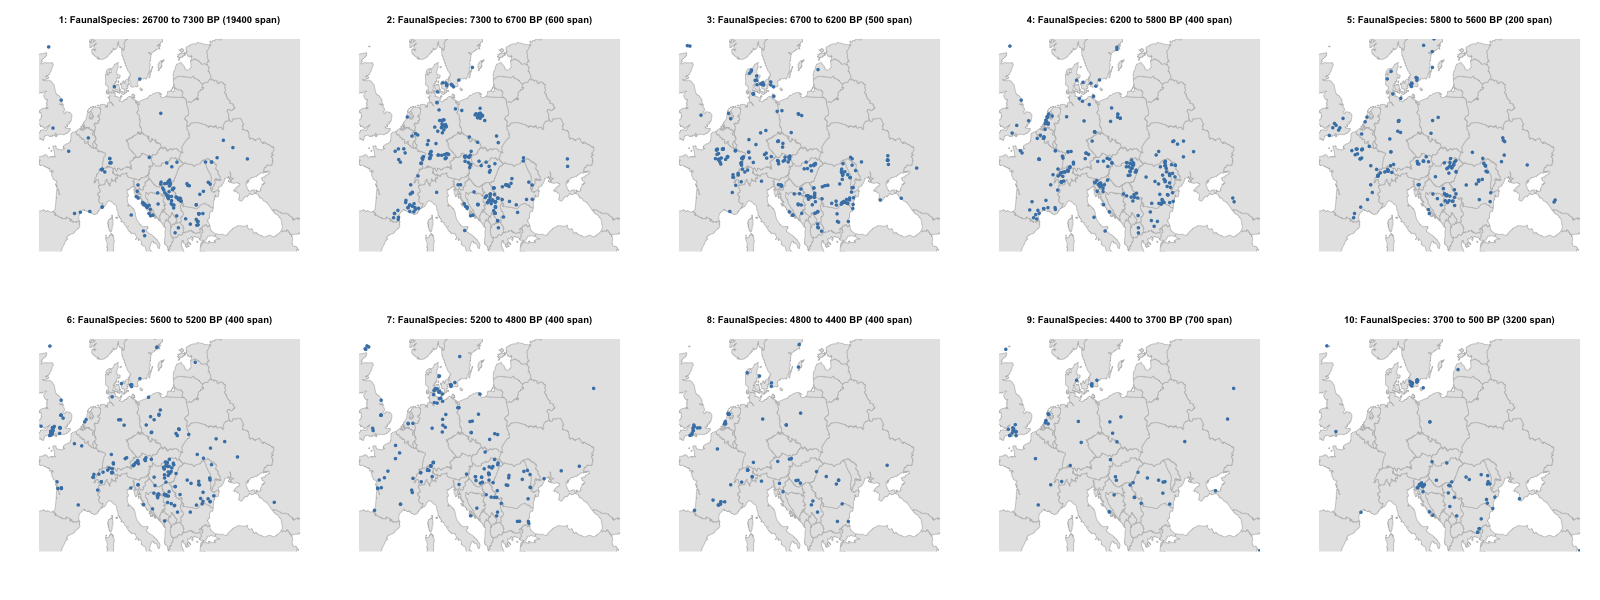 1: FaunalSpecies: 26700 to 7300 BP (19400 span)
2: FaunalSpecies: 7300 to 6700 BP (600 span)
3: FaunalSpecies: 6700 to 6200 BP (500 span)
4: FaunalSpecies: 6200 to 5800 BP (400 span)
5: FaunalSpecies: 5800 to 5600 BP (200 span)
6: FaunalSpecies: 5600 to 5200 BP (400 span)
7: FaunalSpecies: 5200 to 4800 BP (400 span)
8: FaunalSpecies: 4800 to 4400 BP (400 span)
9: FaunalSpecies: 4400 to 3700 BP (700 span)
10: FaunalSpecies: 3700 to 500 BP (3200 span)